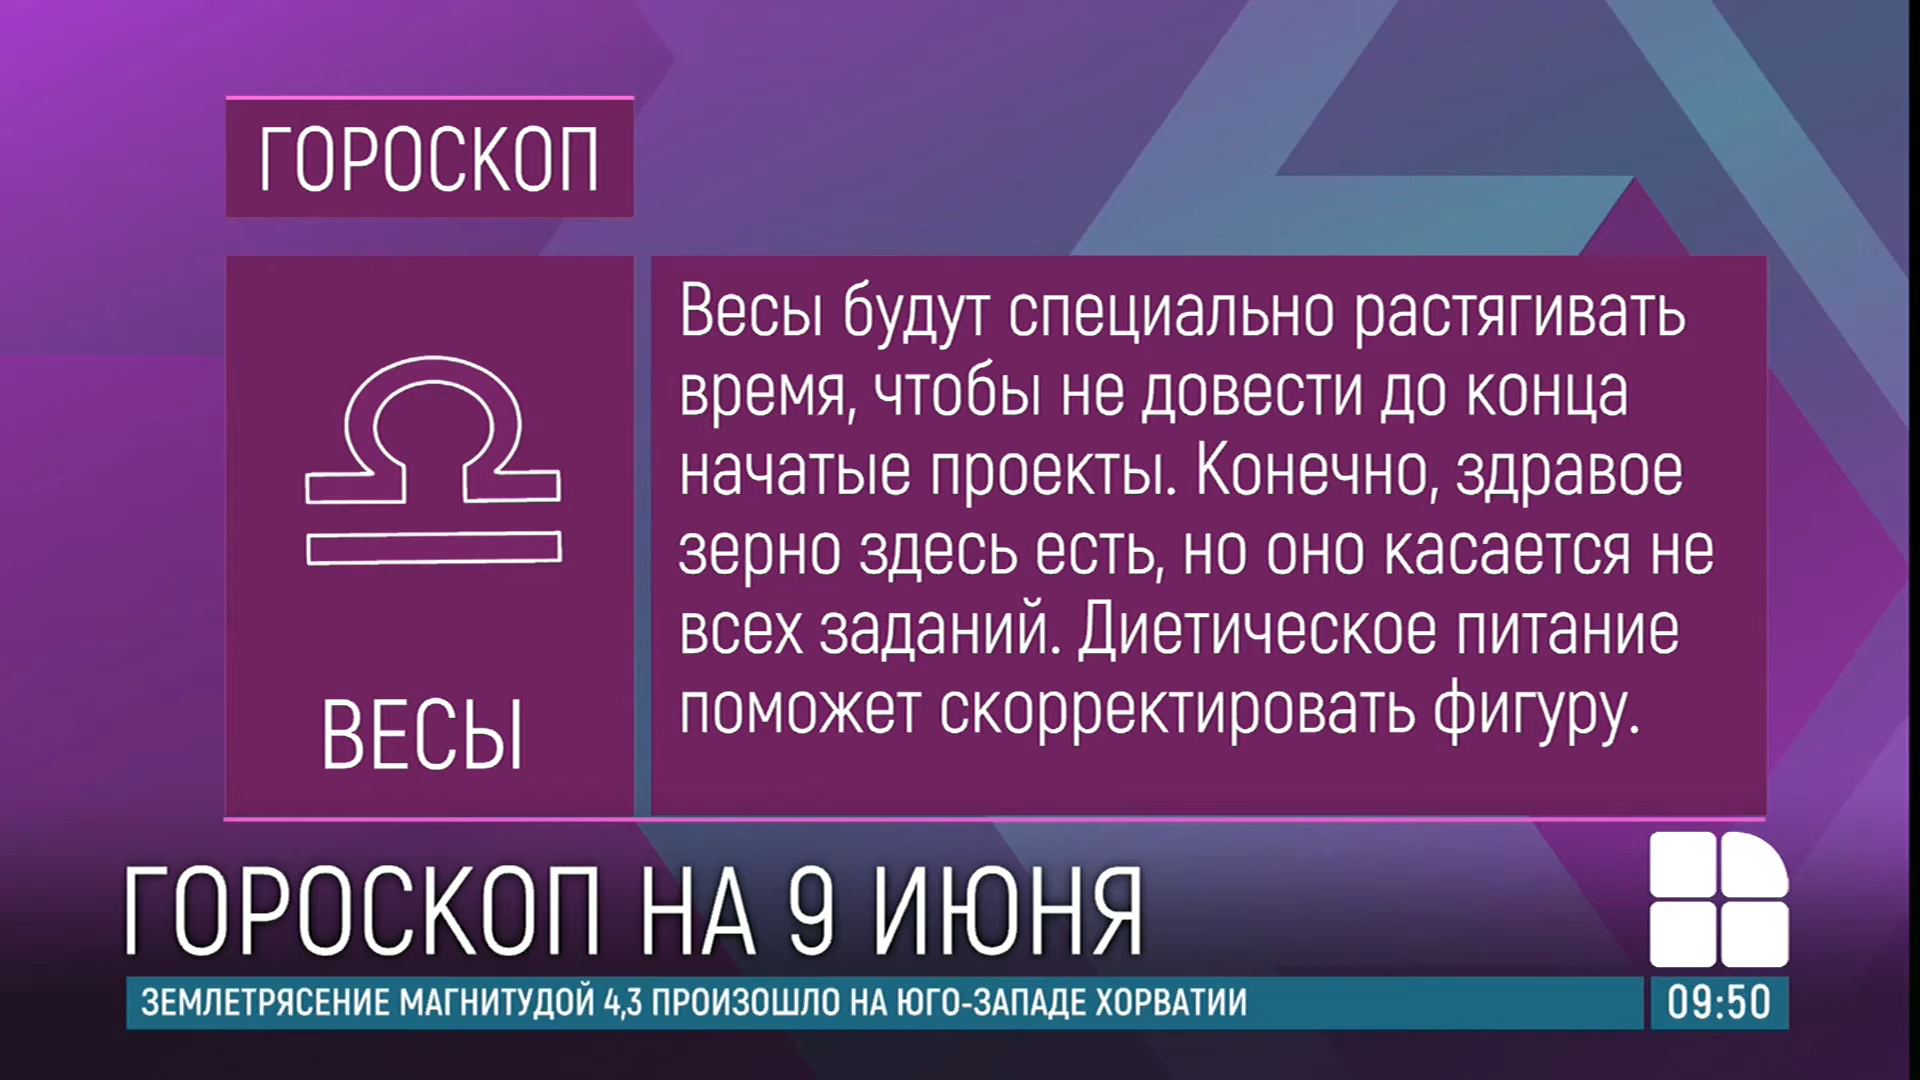 ГОРОСКОП
ВЕСЫ
Весы будут специально растягивать
время, чтобы не довести до конца
начатые проекты. Конечно, здравое
зерно здесь есть, но оно касается не
всех заданий. Диетическое питание
поможет скорректировать фигуру.
ГОРОСКОП НА 9 ИЮНЯ
ЗЕМЛЕТРЯСЕНИЕ МАГНИТУДОЙ 4,3 ПРОИЗОШЛО НА ЮГО-ЗАПАДЕ ХОРВАТИИ
09:50